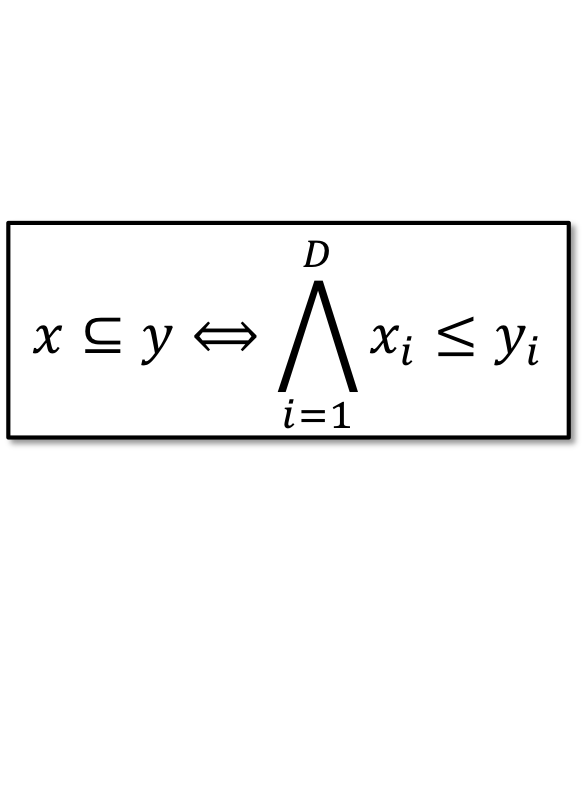 x ⊆ y ⟺ ⋀_{i=1}^{D} x_i ≤ y_i